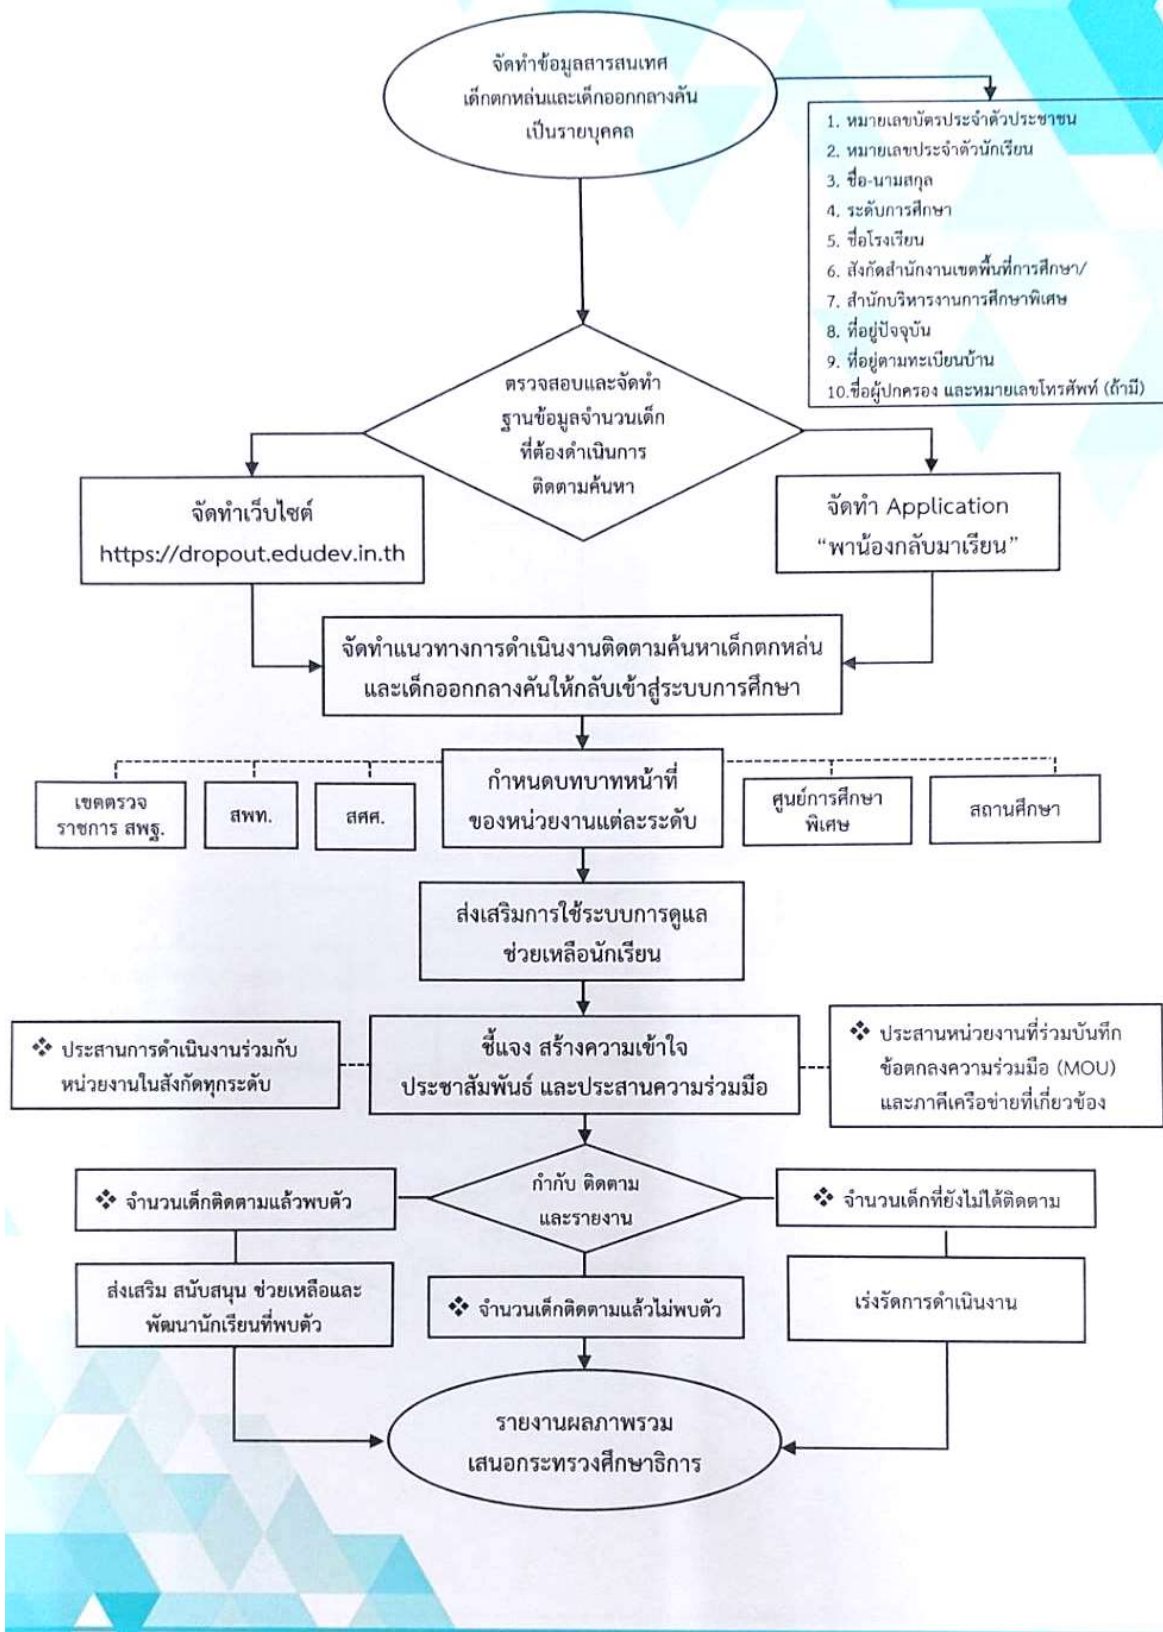 จัดทำข้อมูลสารสนเทศ
เด็กตกหล่นและเด็กออกกลางคัน
เป็นรายบุคคล
1. หมายเลขบัตรประจำตัวประชาชน
2. หมายเลขประจำตัวนักเรียน
3. ชื่อ-นามสกุล
4. ระดับการศึกษา
5. ชื่อโรงเรียน
6. สังกัดสำนักงานเขตพื้นที่การศึกษา/
7. สำนักบริหารงานการศึกษาพิเศษ
8. ที่อยู่ปัจจุบัน
9. ที่อยู่ตามทะเบียนบ้าน
10.ชื่อผู้ปกครอง และหมายเลขโทรศัพท์ (ถ้ามี)
ตรวจสอบและจัดทำ
ฐานข้อมูลจำนวนเด็ก
ที่ต้องดำเนินการ
ติดตามค้นหา
จัดทำเว็บไซต์
https://dropout.edudev.in.th
จัดทำ Application
“พาน้องกลับมาเรียน”
จัดทำแนวทางการดำเนินงานติดตามค้นหาเด็กตกหล่น
และเด็กออกกลางคันให้กลับเข้าสู่ระบบการศึกษา
กำหนดบทบาทหน้าที่
ของหน่วยงานแต่ละระดับ
เขตตรวจ
ราชการ สพฐ.
สพท.
สศศ.
ศูนย์การศึกษา
พิเศษ
สถานศึกษา
ส่งเสริมการใช้ระบบการดูแล
ช่วยเหลือนักเรียน
❖ ประสานการดำเนินงานร่วมกับ
หน่วยงานในสังกัดทุกระดับ
ชี้แจง สร้างความเข้าใจ
ประชาสัมพันธ์ และประสานความร่วมมือ
❖ ประสานหน่วยงานที่ร่วมบันทึก
ข้อตกลงความร่วมมือ (MOU)
และภาคีเครือข่ายที่เกี่ยวข้อง
กำกับ ติดตาม
และรายงาน
❖ จำนวนเด็กติดตามแล้วพบตัว
❖ จำนวนเด็กที่ยังไม่ได้ติดตาม
ส่งเสริม สนับสนุน ช่วยเหลือและ
พัฒนานักเรียนที่พบตัว
❖ จำนวนเด็กติดตามแล้วไม่พบตัว
เร่งรัดการดำเนินงาน
รายงานผลภาพรวม
เสนอกระทรวงศึกษาธิการ